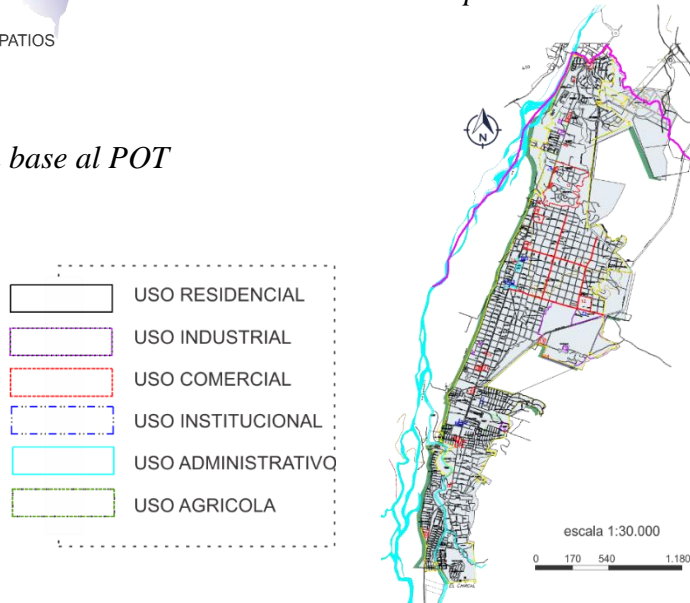 PATIOS
base al POT
USO RESIDENCIAL
USO INDUSTRIAL
USO COMERCIAL
USO INSTITUCIONAL
USO ADMINISTRATIVO
USO AGRICOLA
N
escala 1:30.000
0 170 540 1.180
EL CANAL